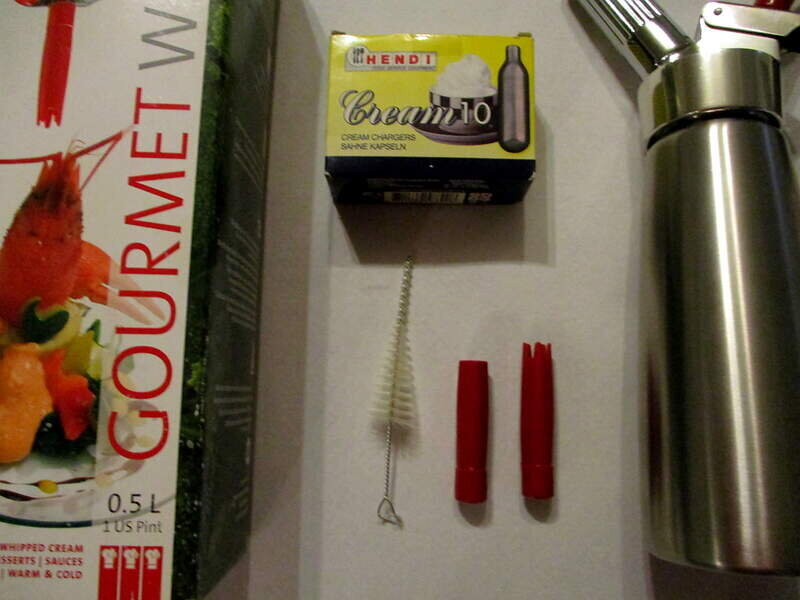 GOURMET W
0.5 L
1 US Pint
WHIPPED CREAM
SSERTS | SAUCES
| WARM & COLD
HENDI
Cream 10
CREAM CHARGERS
SAHNE KAPSELN